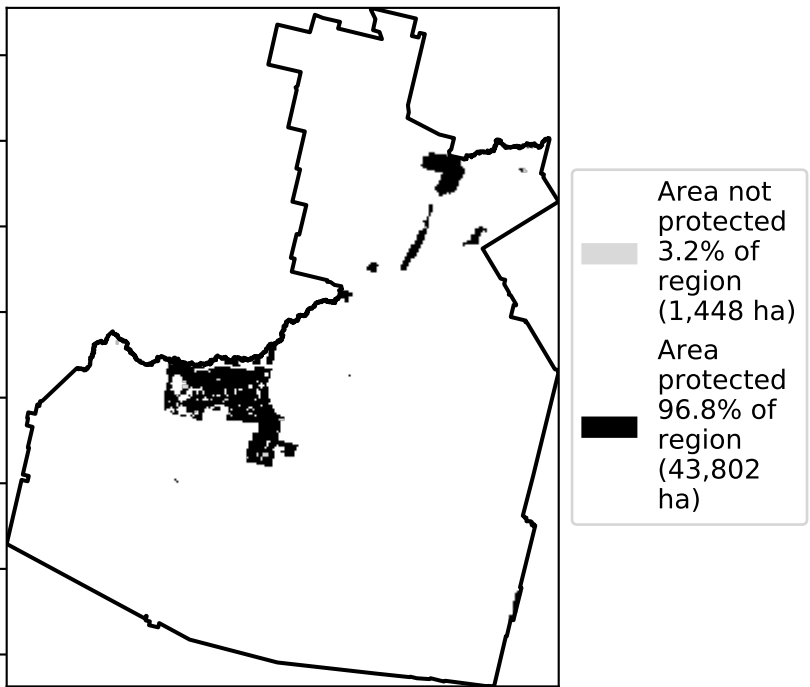 Area not
protected
3.2% of
region
(1,448 ha)
Area
protected
96.8% of
region
(43,802
ha)